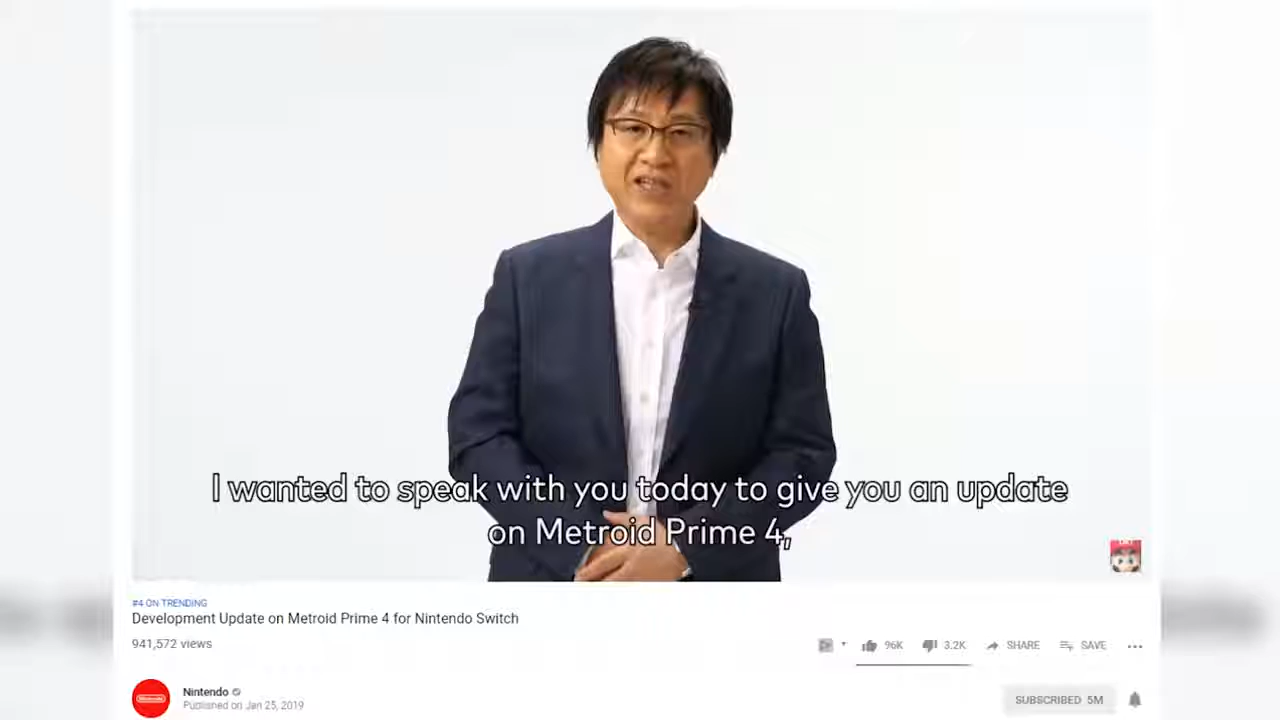 I wanted to speak with you today to give you an update
on Metroid Prime 4,
#4 ON TRENDING
Development Update on Metroid Prime 4 for Nintendo Switch
941,572 views
96K
3.2K
SHARE
SAVE
Nintendo
Nintendo
Published on Jan 25, 2019
SUBSCRIBED 5M